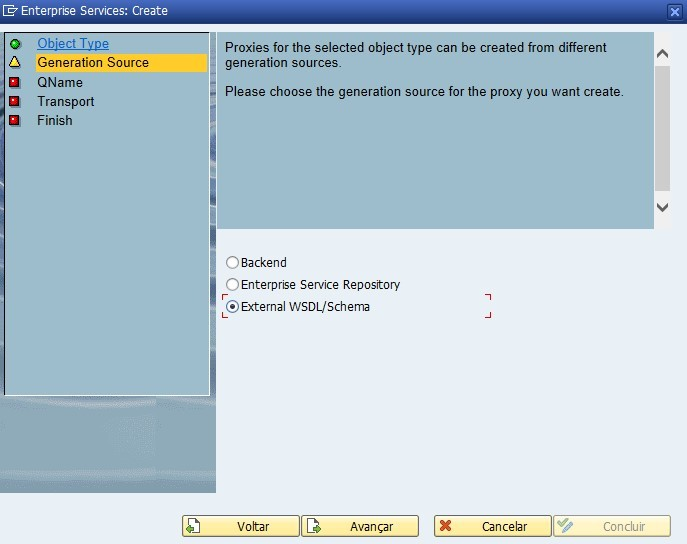 Enterprise Services: Create
Object Type
Generation Source
QName
Transport
Finish
Proxies for the selected object type can be created from different
generation sources.
Please choose the generation source for the proxy you want create.
Backend
Enterprise Service Repository
External WSDL/Schema
Voltar
Avançar
Cancelar
Concluir